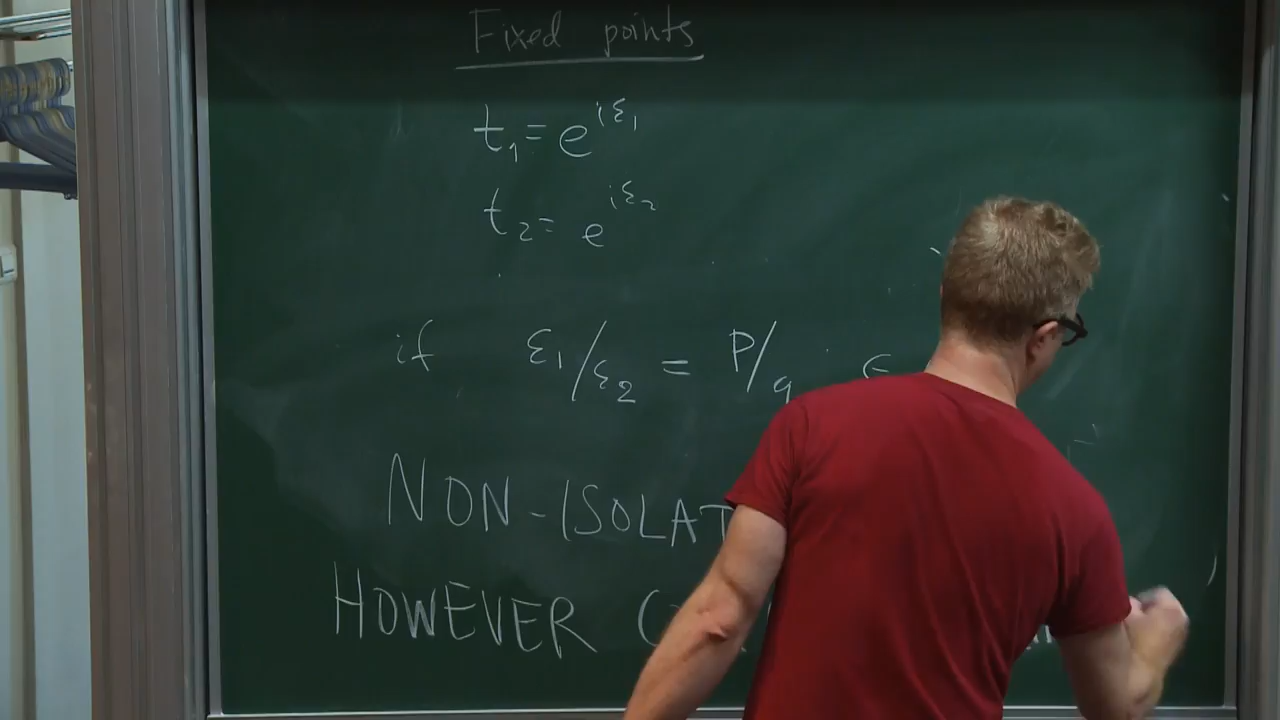 Fixed points
t₁ = e^{iε₁}
t₂ = e^{iε₂}
if ε₁/ε₂ = P/q ∈
NON-ISOLAT
HOWEVER